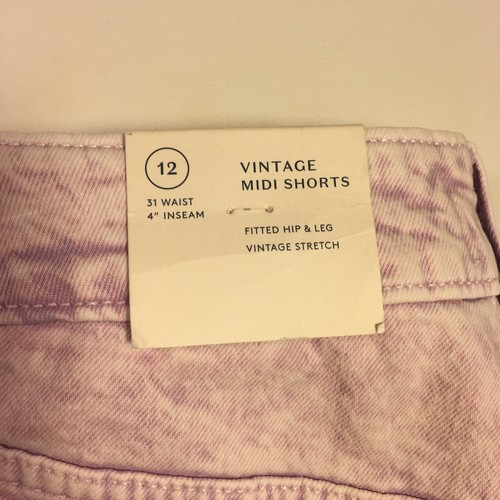 12
31 WAIST
4" INSEAM
VINTAGE
MIDI SHORTS
FITTED HIP & LEG
VINTAGE STRETCH